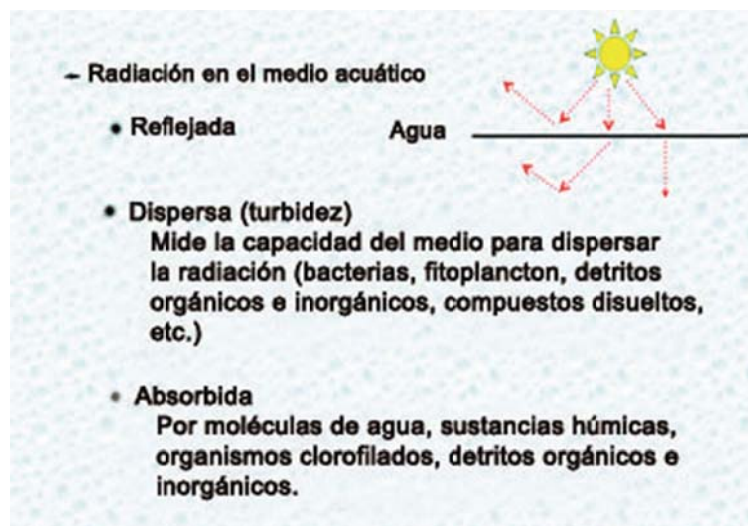 Radiación en el medio acuático
• Reflejada
Agua
• Dispersa (turbidez)
Mide la capacidad del medio para dispersar
la radiación (bacterias, fitoplancton, detritos
orgánicos e inorgánicos, compuestos disueltos,
etc.)
• Absorbida
Por moléculas de agua, sustancias húmicas,
organismos clorofilados, detritos orgánicos e
inorgánicos.